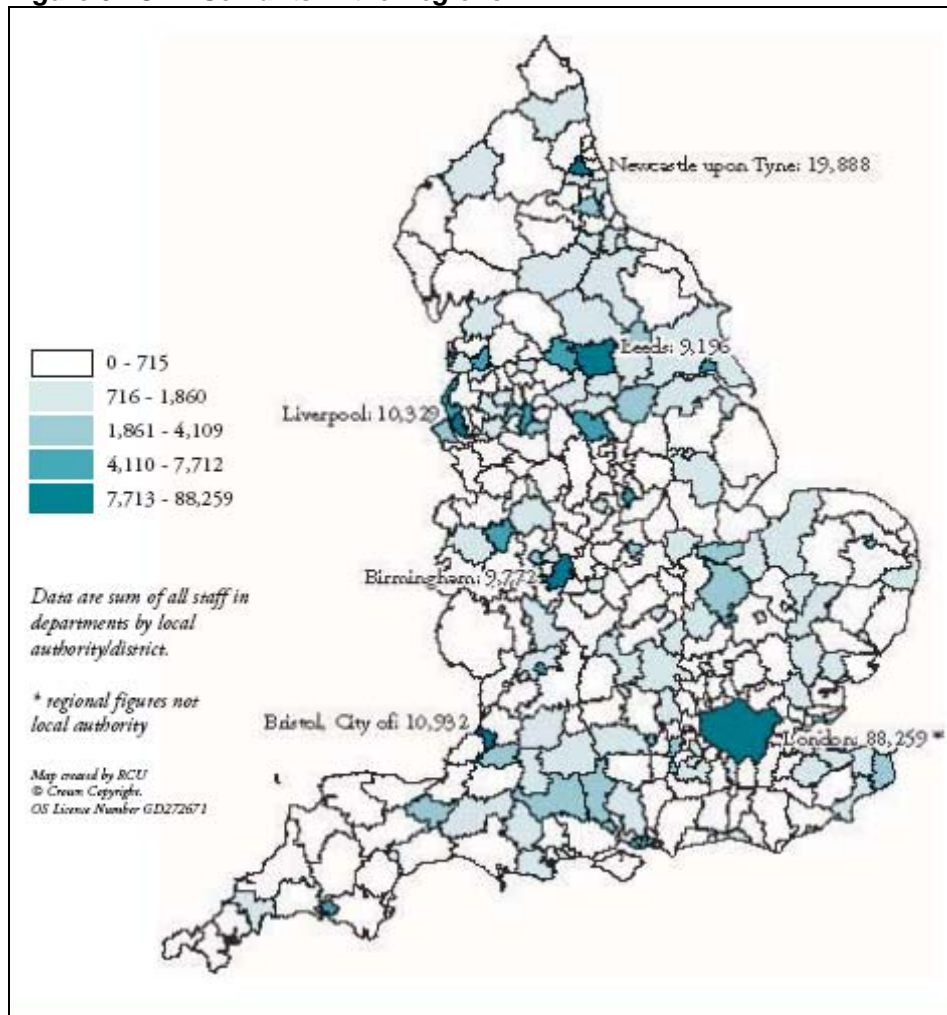 Newcastle upon Tyne: 19,888
Leeds: 9,196
0 - 715
716 - 1,860
1,861 - 4,109
4,110 - 7,712
7,713 - 88,259
Liverpool: 10,329
Birmingham: 9,772
Data are sum of all staff in
departments by local
authority/district.
* regional figures not
local authority
Bristol, City of: 10,932
London: 88,259 *
Map created by RCU
© Crown Copyright.
OS License Number GD272671